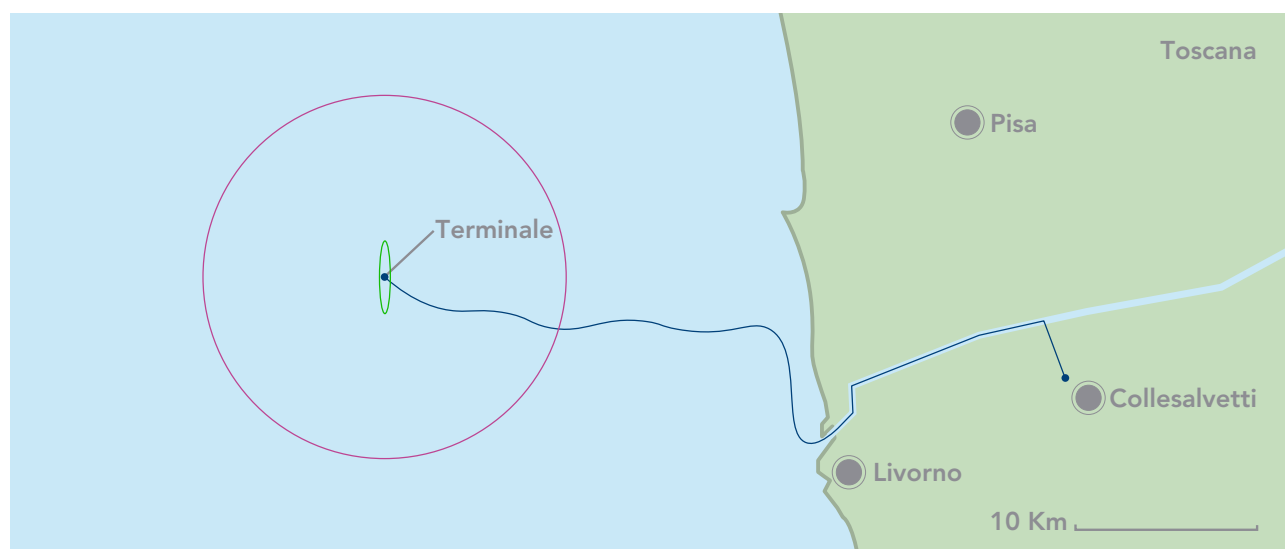 Toscana
Pisa
Terminale
Collesalvetti
Livorno
10 Km